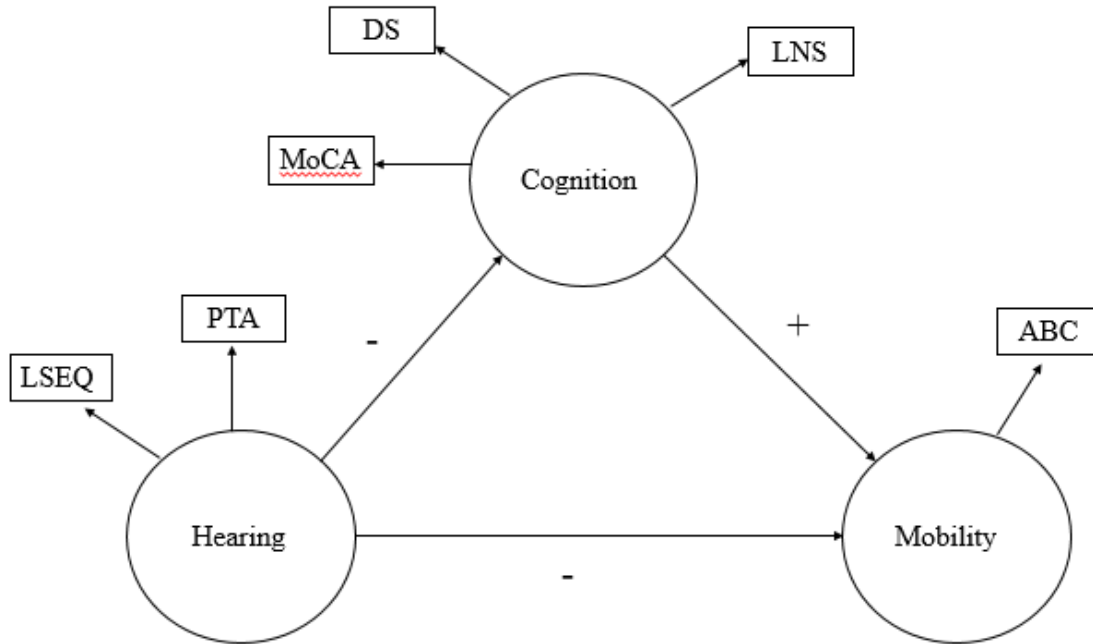 DS
LNS
MoCA
Cognition
PTA
-
+
ABC
LSEQ
Hearing
Mobility
-